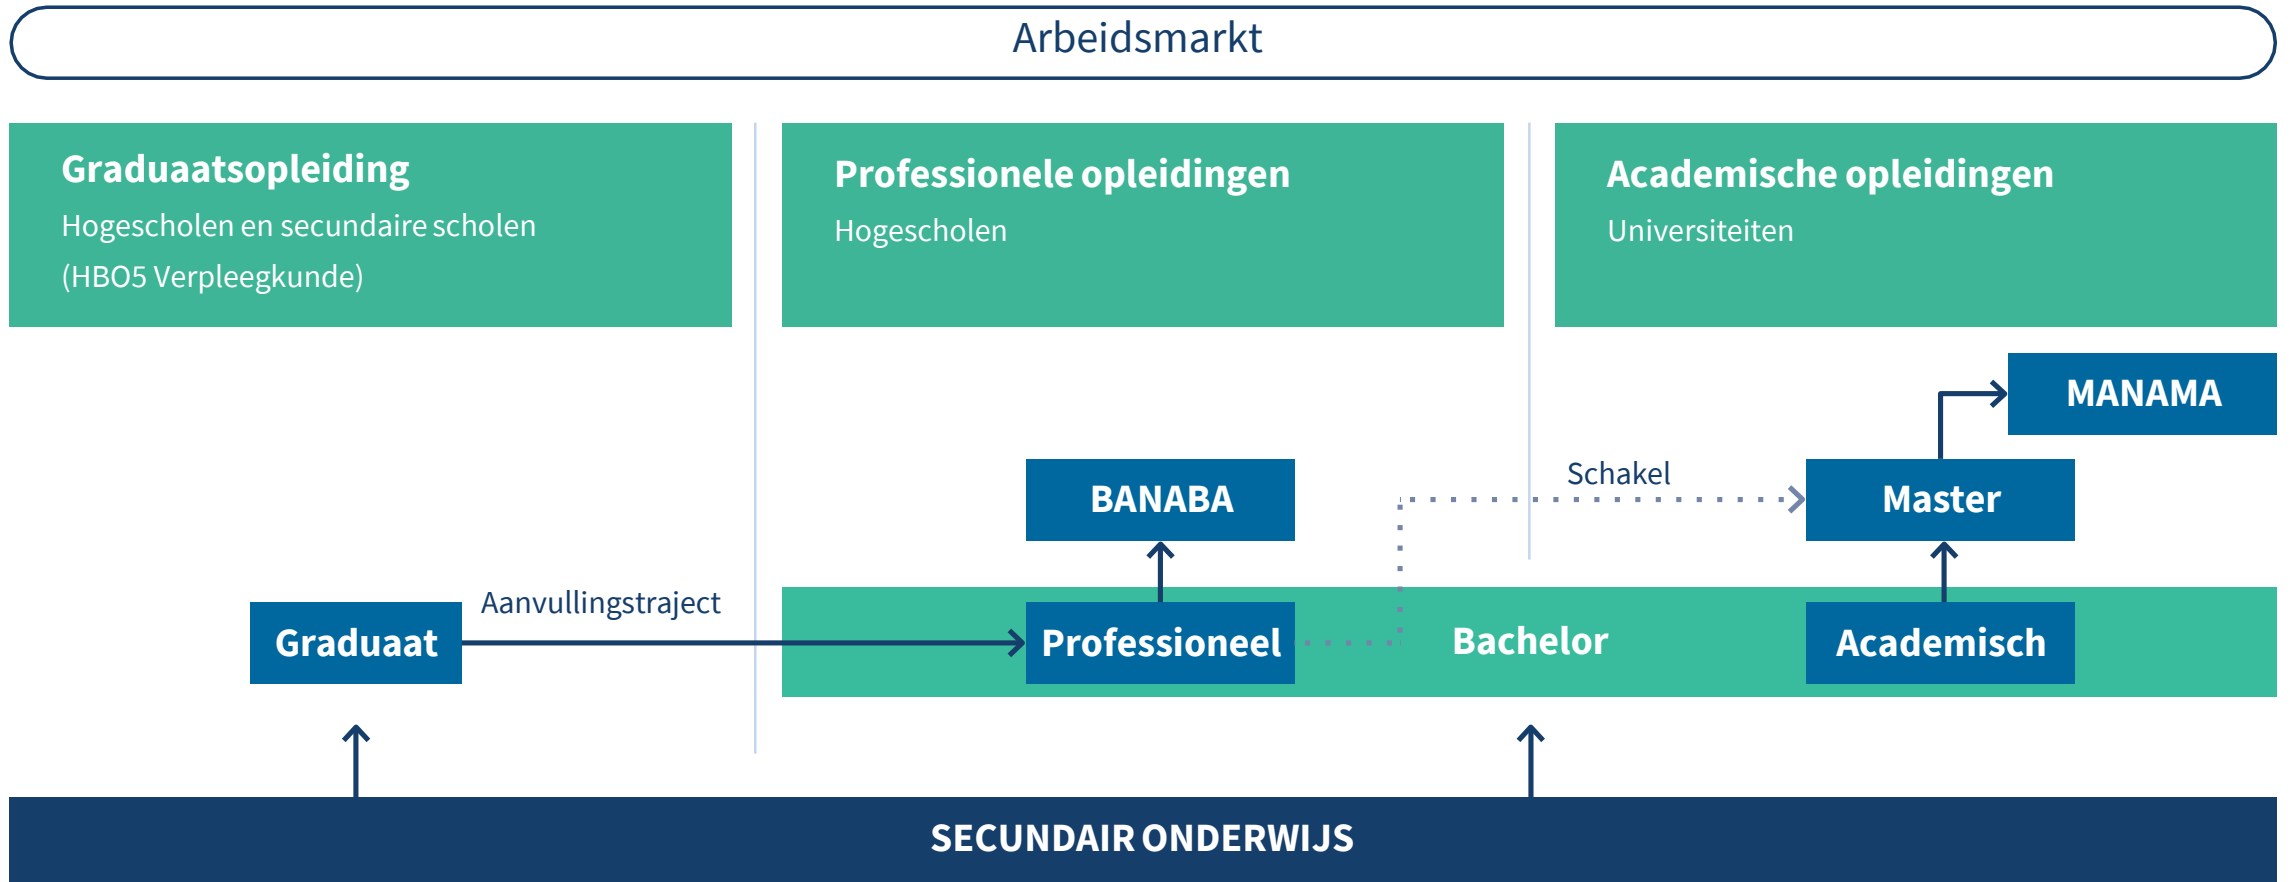 Arbeidsmarkt
Graduaatsopleiding
Hogescholen en secundaire scholen
(HBO5 Verpleegkunde)
Professionele opleidingen
Hogescholen
Academische opleidingen
Universiteiten
MANAMA
BANABA
Schakel
Master
Graduaat
Aanvullingstraject
Professioneel
Bachelor
Academisch
SECUNDAIR ONDERWIJS